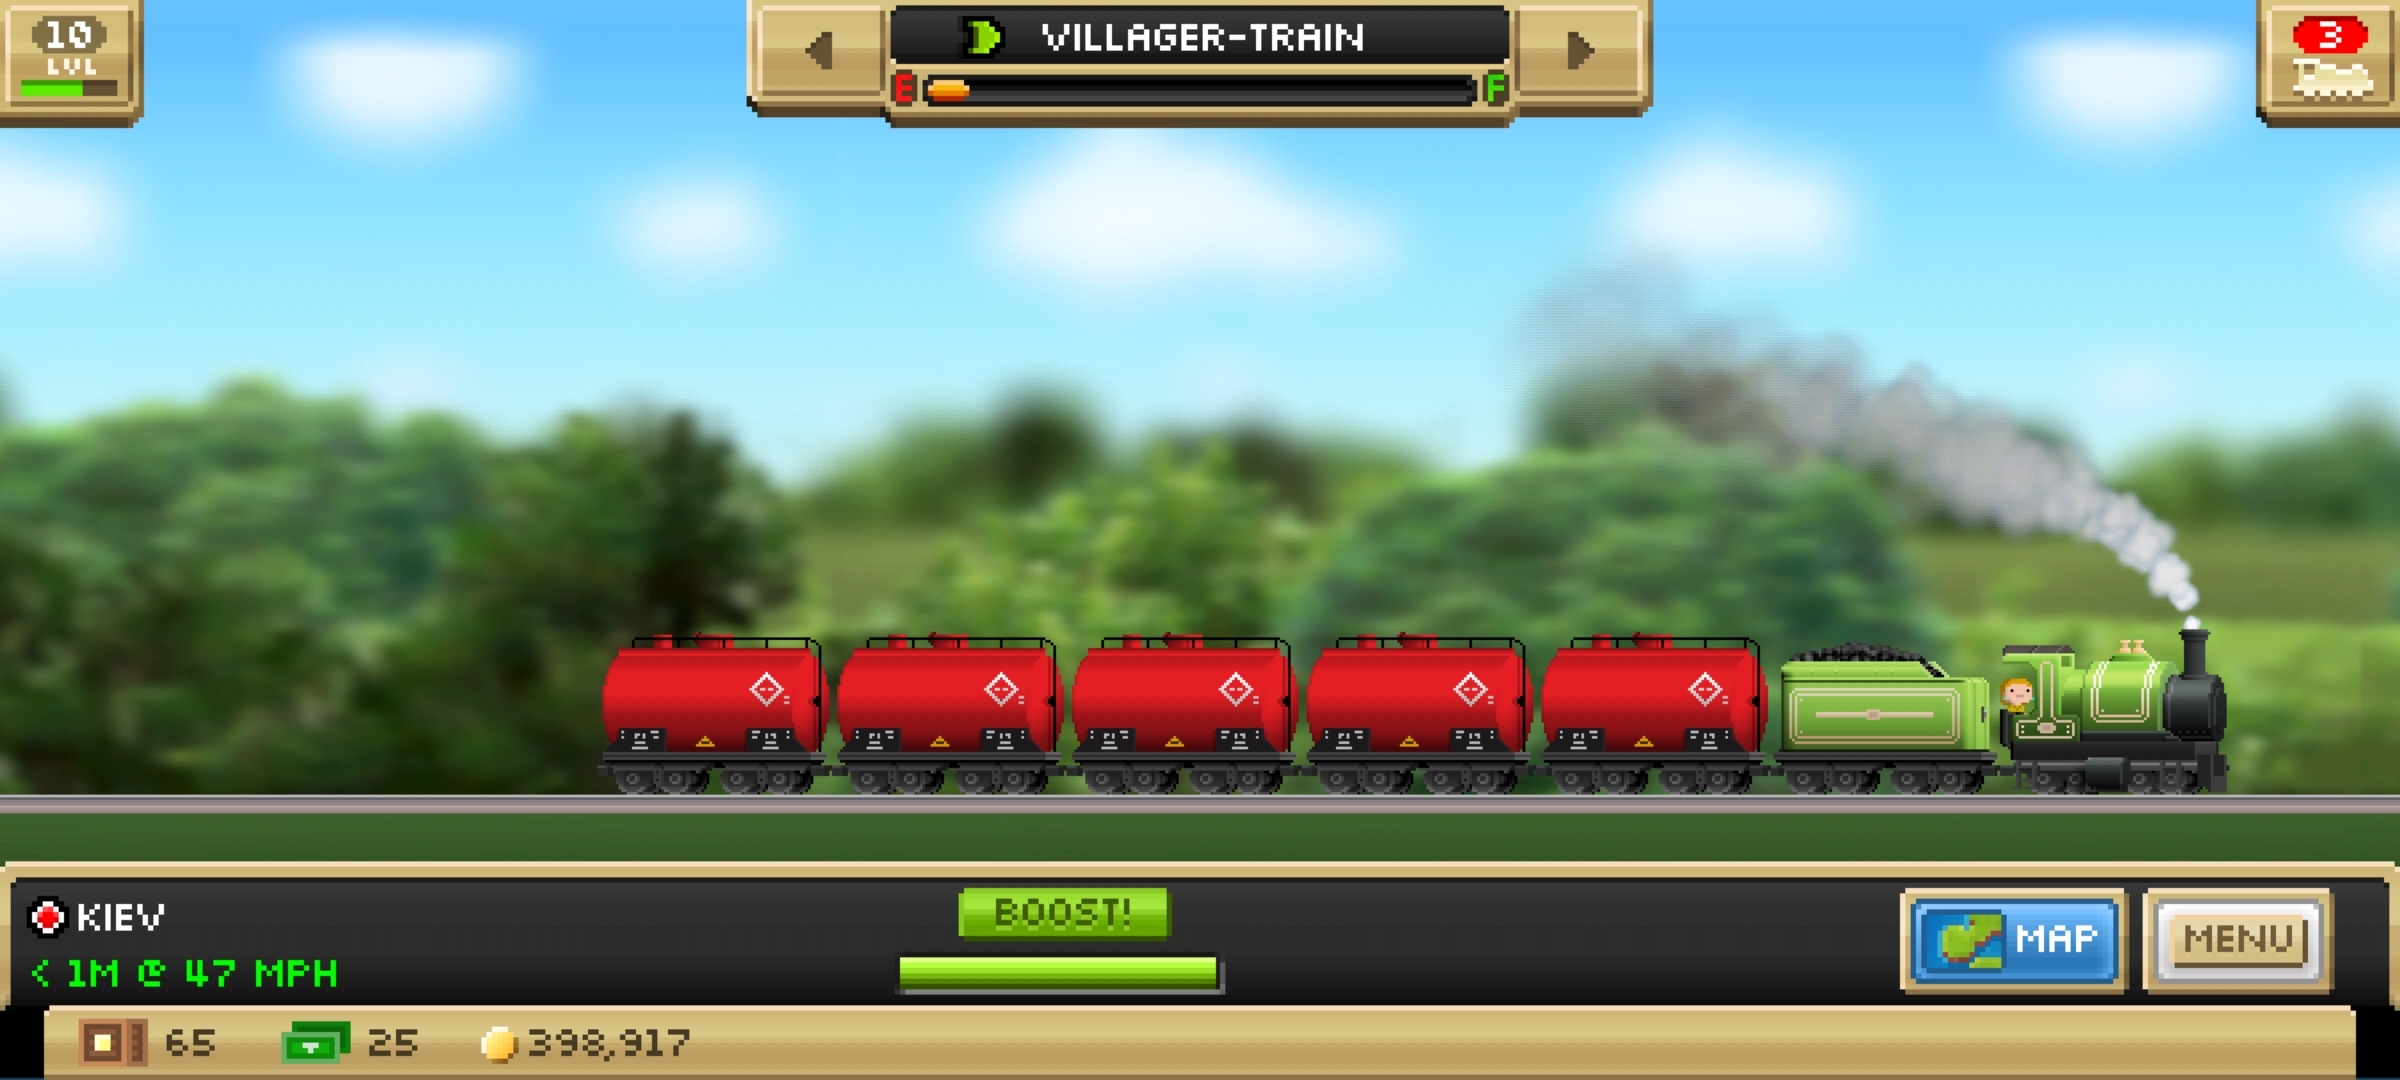 10
LVL
VILLAGER-TRAIN
E F
3
KIEV
< 1M @ 47 MPH
BOOST!
MAP
MENU
65
25
398,917